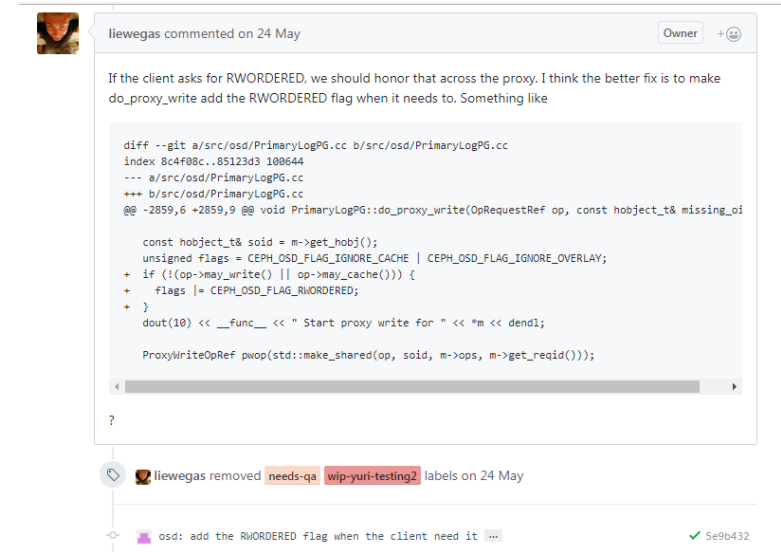 liewegas commented on 24 May
Owner
+
If the client asks for RWORDERED, we should honor that across the proxy. I think the better fix is to make
do_proxy_write add the RWORDERED flag when it needs to. Something like
diff --git a/src/osd/PrimaryLogPG.cc b/src/osd/PrimaryLogPG.cc
index 8c4f08c..85123d3 100644
--- a/src/osd/PrimaryLogPG.cc
+++ b/src/osd/PrimaryLogPG.cc
@@ -2859,6 +2859,9 @@ void PrimaryLogPG::do_proxy_write(OpRequestRef op, const hobject_t& missing_oi
const hobject_t& soid = m->get_hobj();
unsigned flags = CEPH_OSD_FLAG_IGNORE_CACHE | CEPH_OSD_FLAG_IGNORE_OVERLAY;
+ if (!(op->may_write() || op->may_cache())) {
+ flags |= CEPH_OSD_FLAG_RWORDERED;
+ }
dout(10) << __func__ << " Start proxy write for " << *m << dendl;
ProxyWriteOpRef pwop(std::make_shared(op, soid, m->ops, m->get_reqid()));
?
liewegas removed needs-qa wip-yuri-testing2 labels on 24 May
osd: add the RWORDERED flag when the client need it …
5e9b432